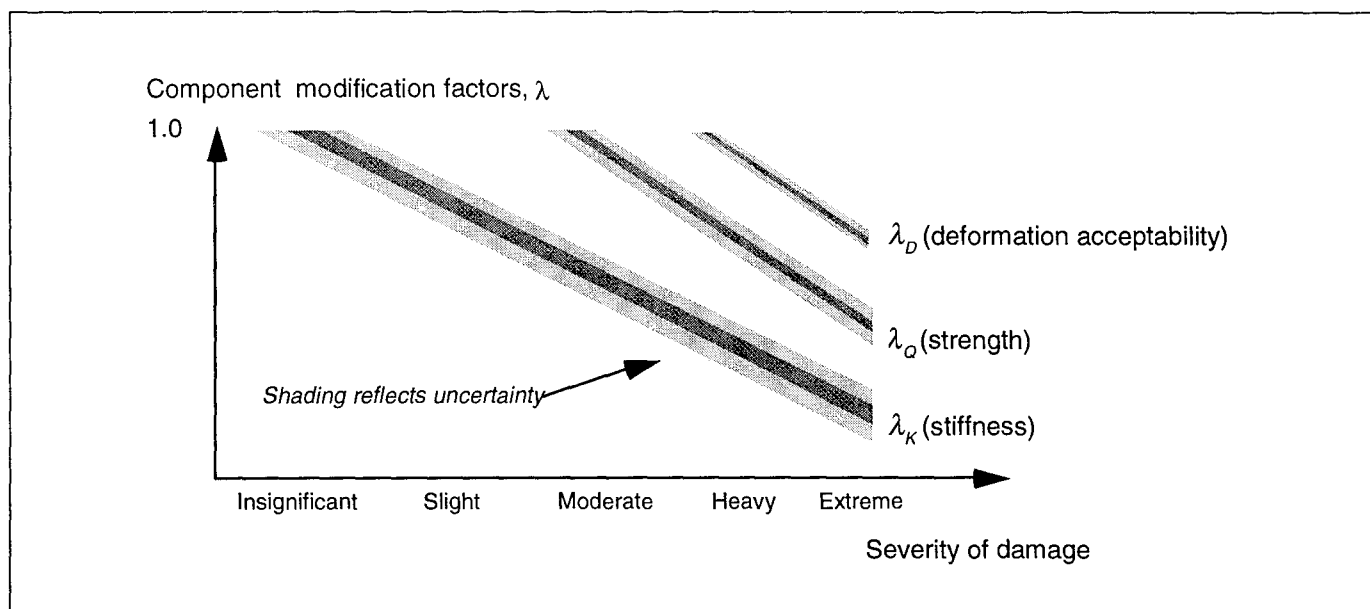 Component modification factors, λ
1.0
λD (deformation acceptability)
λQ (strength)
Shading reflects uncertainty
λK (stiffness)
Insignificant Slight Moderate Heavy Extreme
Severity of damage